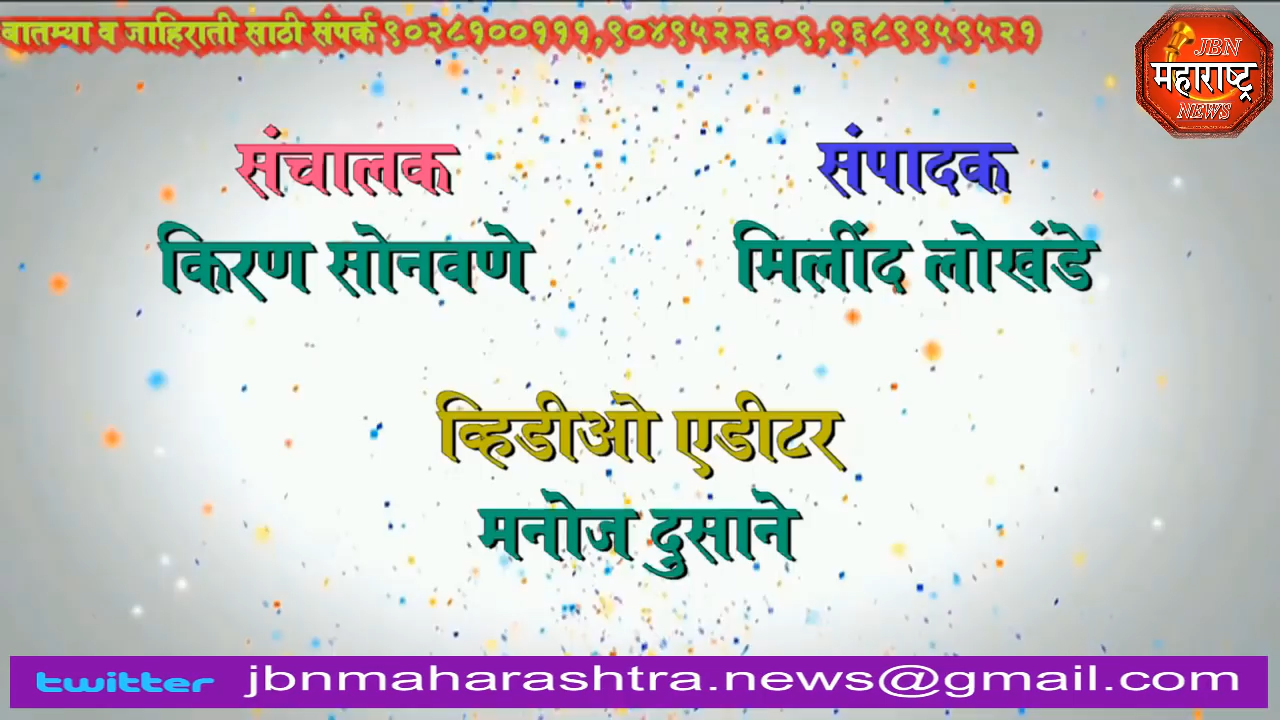 बातम्या व जाहिराती साठी संपर्क ९०२८९००१११,९०४९५२२६०९,९६८९९५९५२१
JBN
महाराष्ट्र
NEWS
संचालक
संपादक
किरण सोनवणे
मिलींद लोखंडे
व्हिडीओ एडीटर
मनोज दुसाने
twitter jbnmaharashtra.news@gmail.com